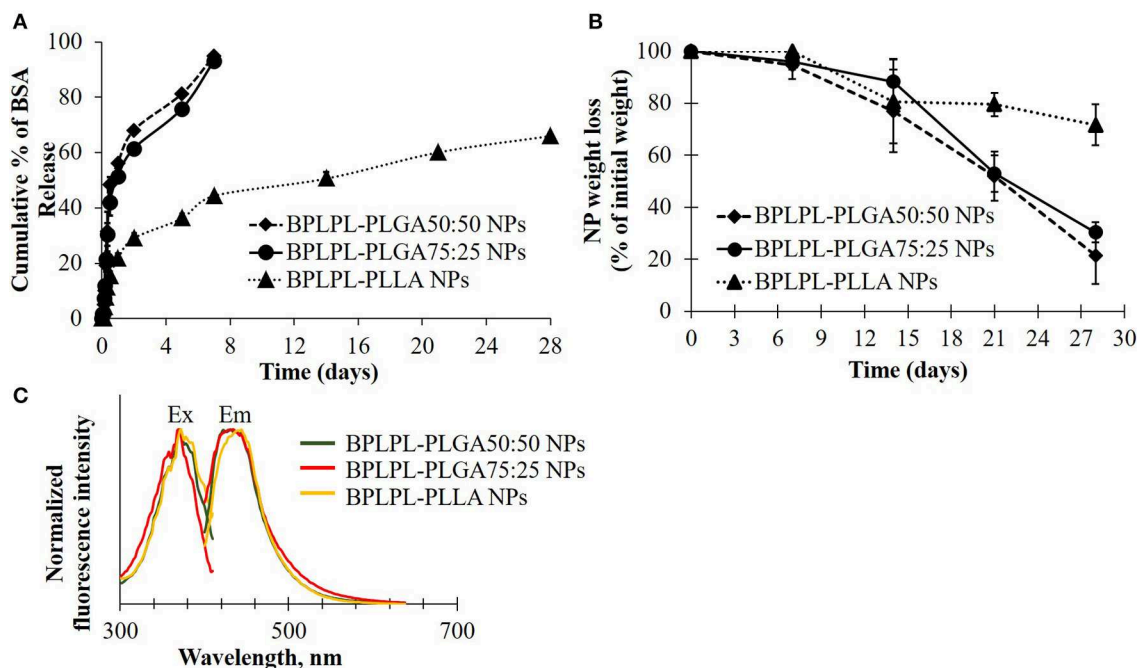 A
Cumulative % of BSA
Release
100
80
60
40
20
0
BPLPL-PLGA50:50 NPs
BPLPL-PLGA75:25 NPs
BPLPL-PLLA NPs
0 4 8 12 16 20 24 28
Time (days)
B
NP weight loss
(% of initial weight)
100
80
60
40
20
0
BPLPL-PLGA50:50 NPs
BPLPL-PLGA75:25 NPs
BPLPL-PLLA NPs
0 3 6 9 12 15 18 21 24 27 30
Time (days)
C
Normalized
fluorescence intensity
Ex Em
BPLPL-PLGA50:50 NPs
BPLPL-PLGA75:25 NPs
BPLPL-PLLA NPs
300 500 700
Wavelength, nm